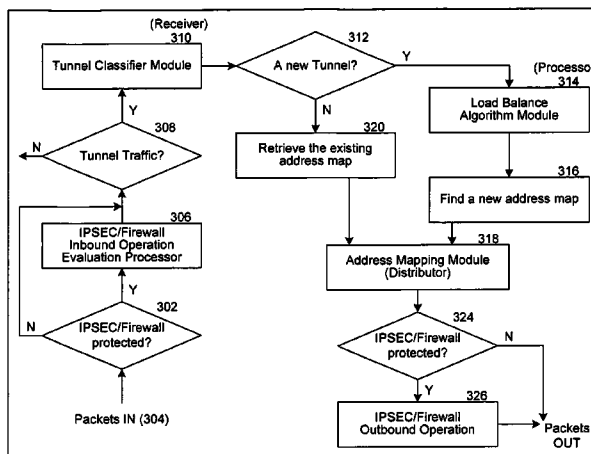 (Receiver)
310
Tunnel Classifier Module
312
A new Tunnel?
Y
N
(Processo
314
Load Balance
Algorithm Module
Y
308
N
Tunnel Traffic?
320
Retrieve the existing
address map
316
Find a new address map
306
IPSEC/Firewall
Inbound Operation
Evaluation Processor
318
Address Mapping Module
(Distributor)
Y
302
N
IPSEC/Firewall
protected?
324
IPSEC/Firewall
protected?
N
Y
326
IPSEC/Firewall
Outbound Operation
Packets IN (304)
Packets
OUT